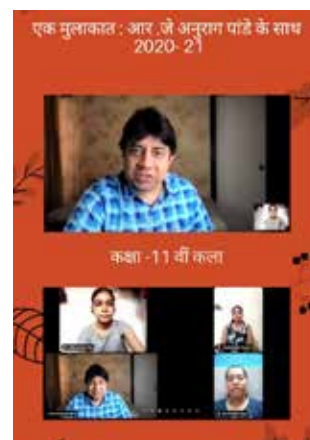 एक मुलाकात : आर .जे अनुराग पांडे के साथ
2020- 21
कक्षा -11 वीं कला